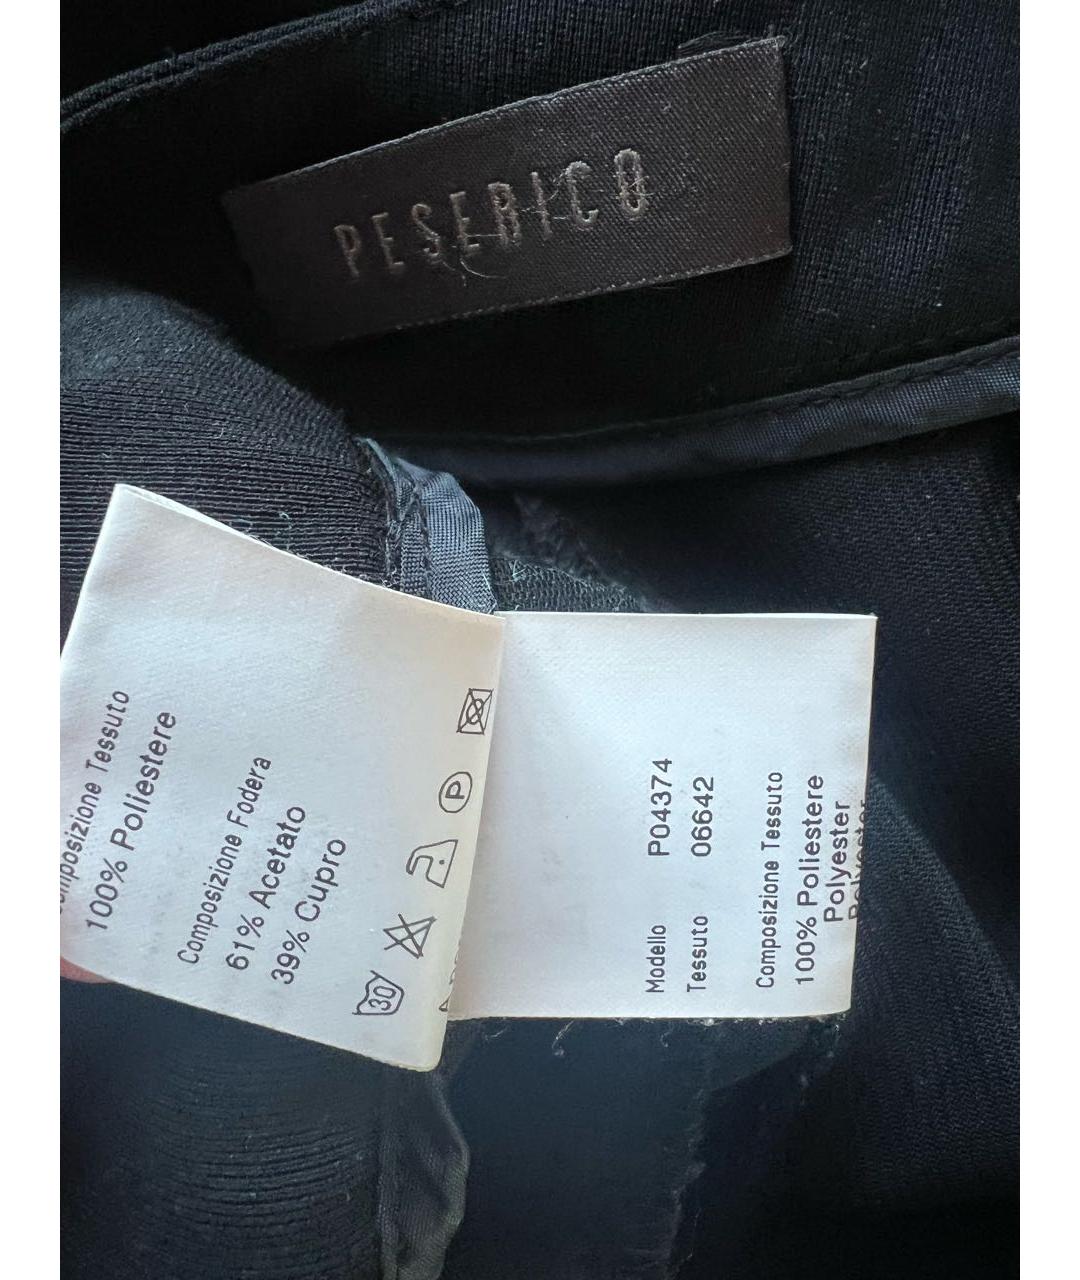 PESERICO
Composizione Tessuto
100% Poliestere
Composizione Fodera
61% Acetato
39% Cupro
30
P
Modello P04374
Tessuto 06642
Composizione Tessuto
100% Poliestere
Polyester
Polyester